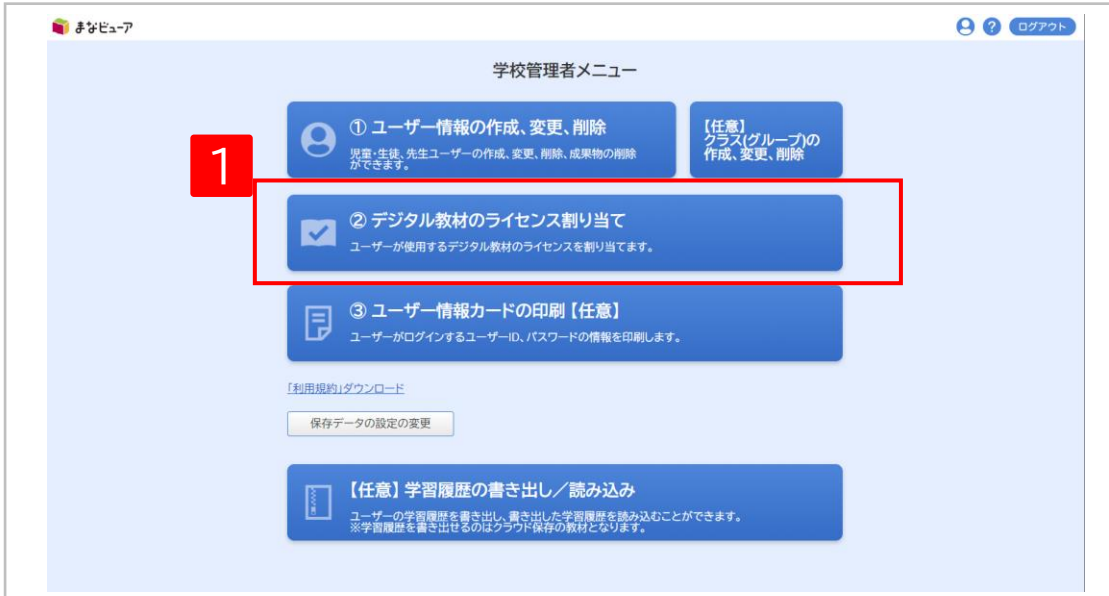 まなビューア
? ログアウト
学校管理者メニュー
① ユーザー情報の作成、変更、削除
児童・生徒、先生ユーザーの作成、変更、削除、成果物の削除
ができます。
【任意】
クラス(グループ)の
作成、変更、削除
1
② デジタル教材のライセンス割り当て
ユーザーが使用するデジタル教材のライセンスを割り当てます。
③ ユーザー情報カードの印刷【任意】
ユーザーがログインするユーザーID、パスワードの情報を印刷します。
「利用規約」ダウンロード
保存データの設定の変更
【任意】学習履歴の書き出し／読み込み
ユーザーの学習履歴を書き出し、書き出した学習履歴を読み込むことができます。
※学習履歴を書き出せるのはクラウド保存の教材となります。